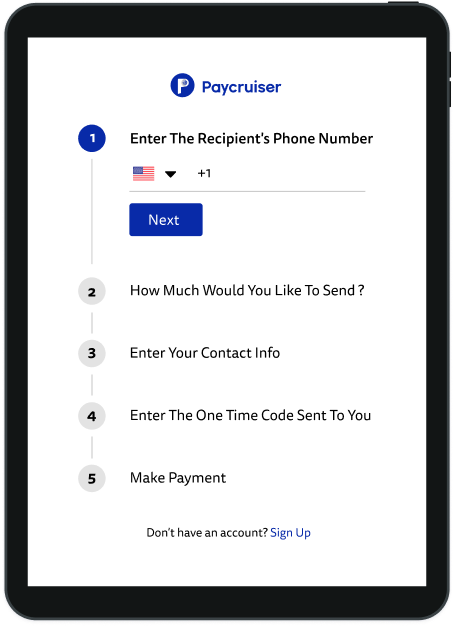 Paycruiser
1 Enter The Recipient's Phone Number
+1
Next
2 How Much Would You Like To Send ?
3 Enter Your Contact Info
4 Enter The One Time Code Sent To You
5 Make Payment
Don't have an account? Sign Up